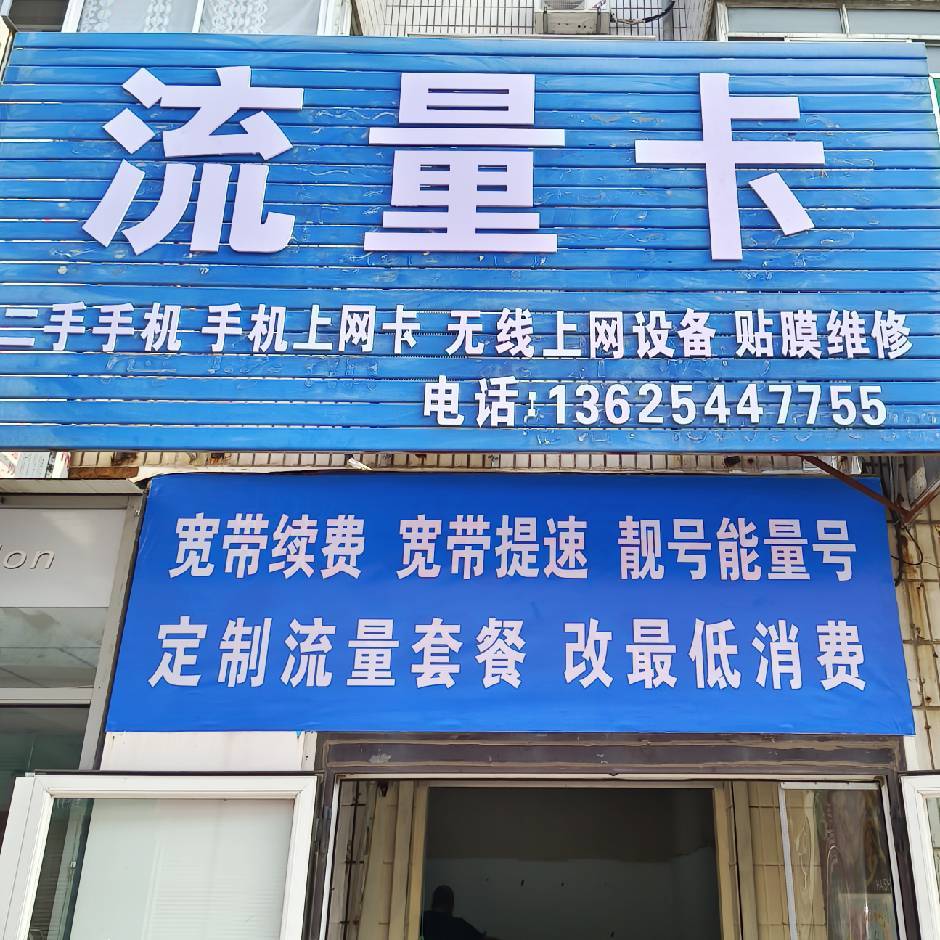 流量卡
二手手机 手机上网卡 无线上网设备 贴膜维修
电话:13625447755
宽带续费 宽带提速 靓号能量号
定制流量套餐 改最低消费